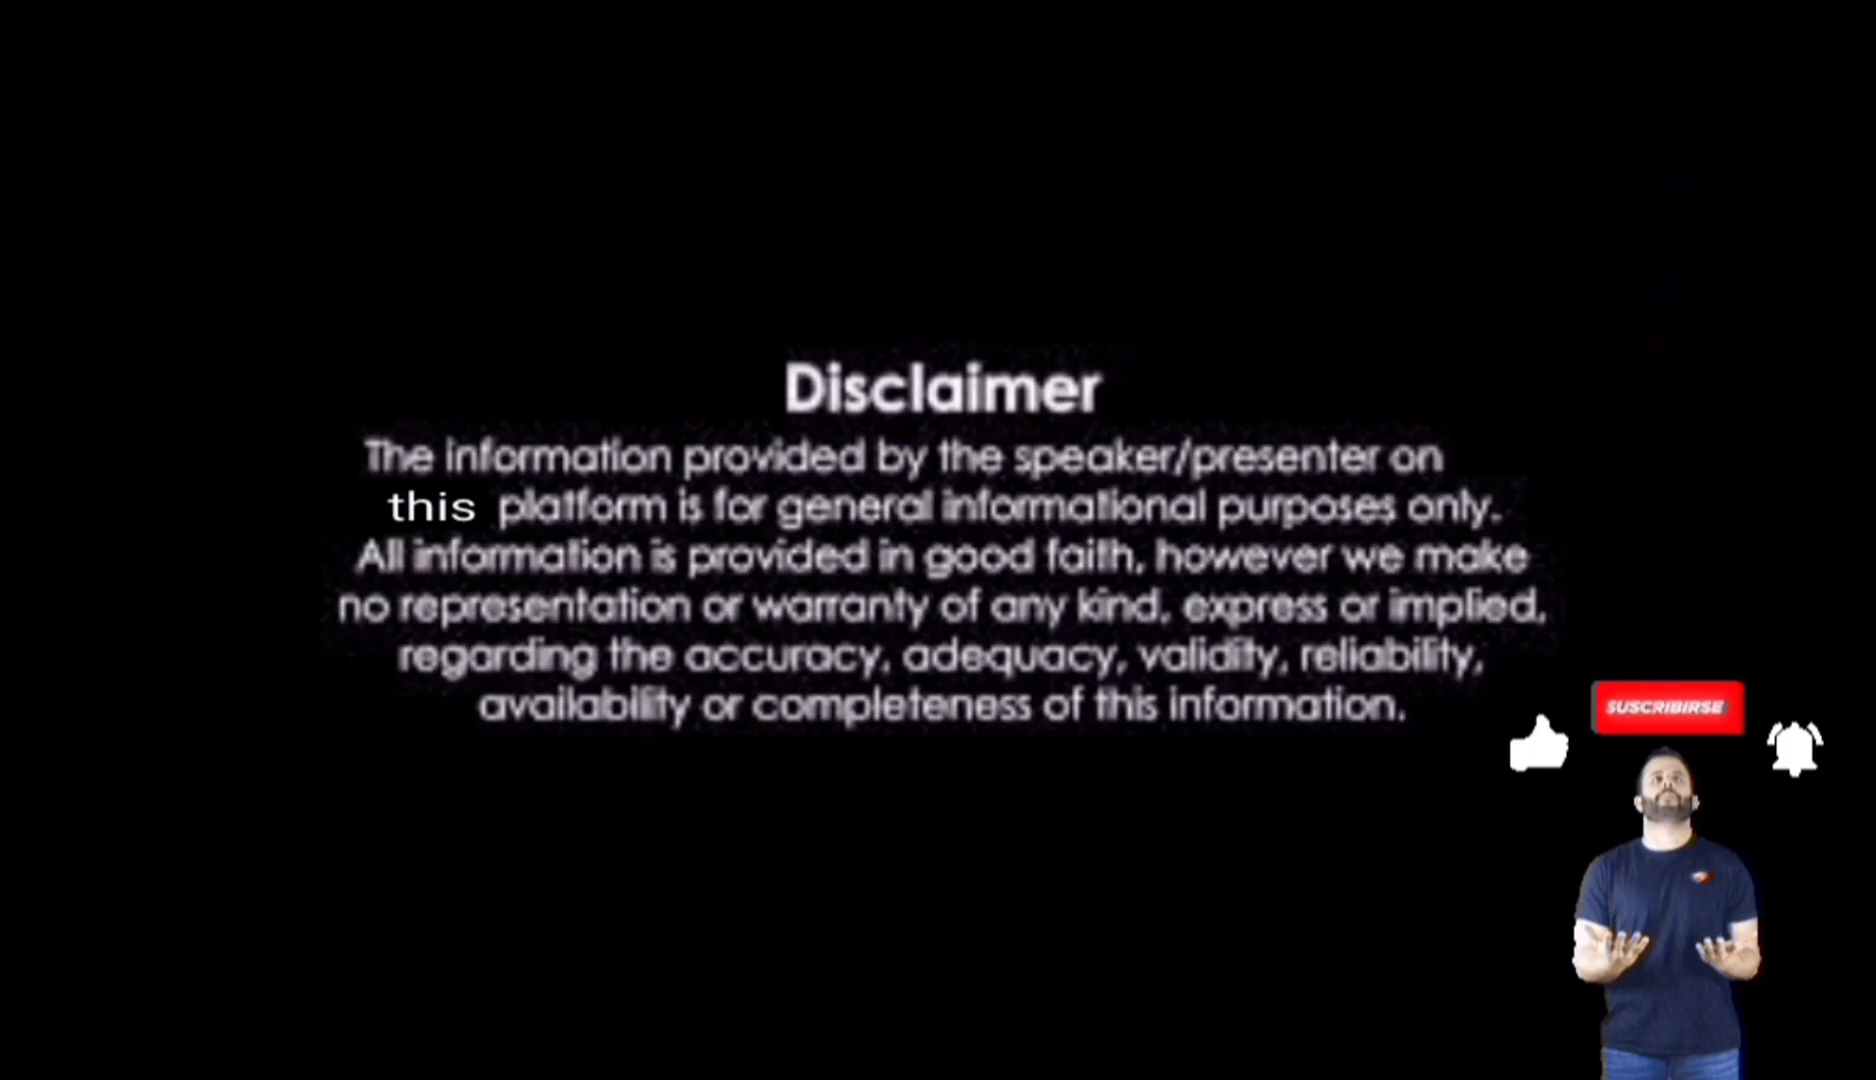 Disclaimer
The information provided by the speaker/presenter on
this platform is for general informational purposes only.
All information is provided in good faith, however we make
no representation or warranty of any kind, express or implied,
regarding the accuracy, adequacy, validity, reliability,
availability or completeness of this information.
SUSCRIBIRSE